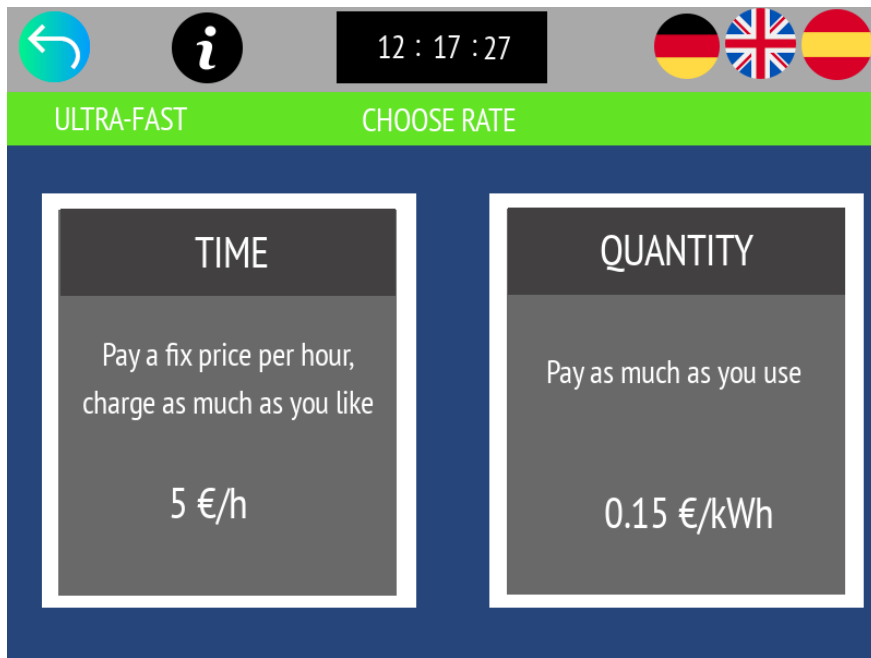 i
12 : 17 : 27
ULTRA-FAST
CHOOSE RATE
TIME
Pay a fix price per hour,
charge as much as you like
5 €/h
QUANTITY
Pay as much as you use
0.15 €/kWh